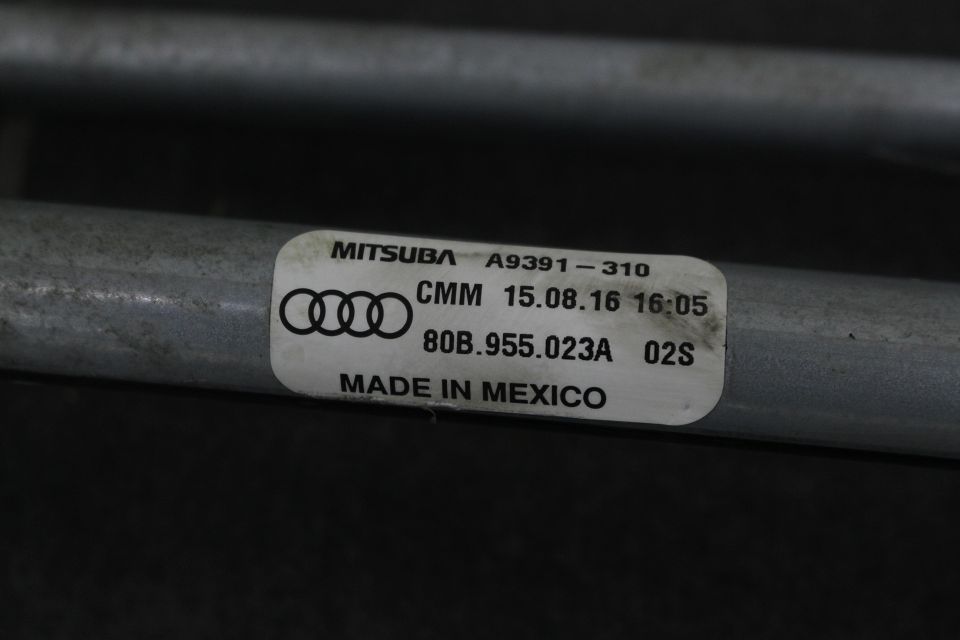 MITSUBA A9391-310
CMM 15.08.16 16:05
80B.955.023A 02S
MADE IN MEXICO